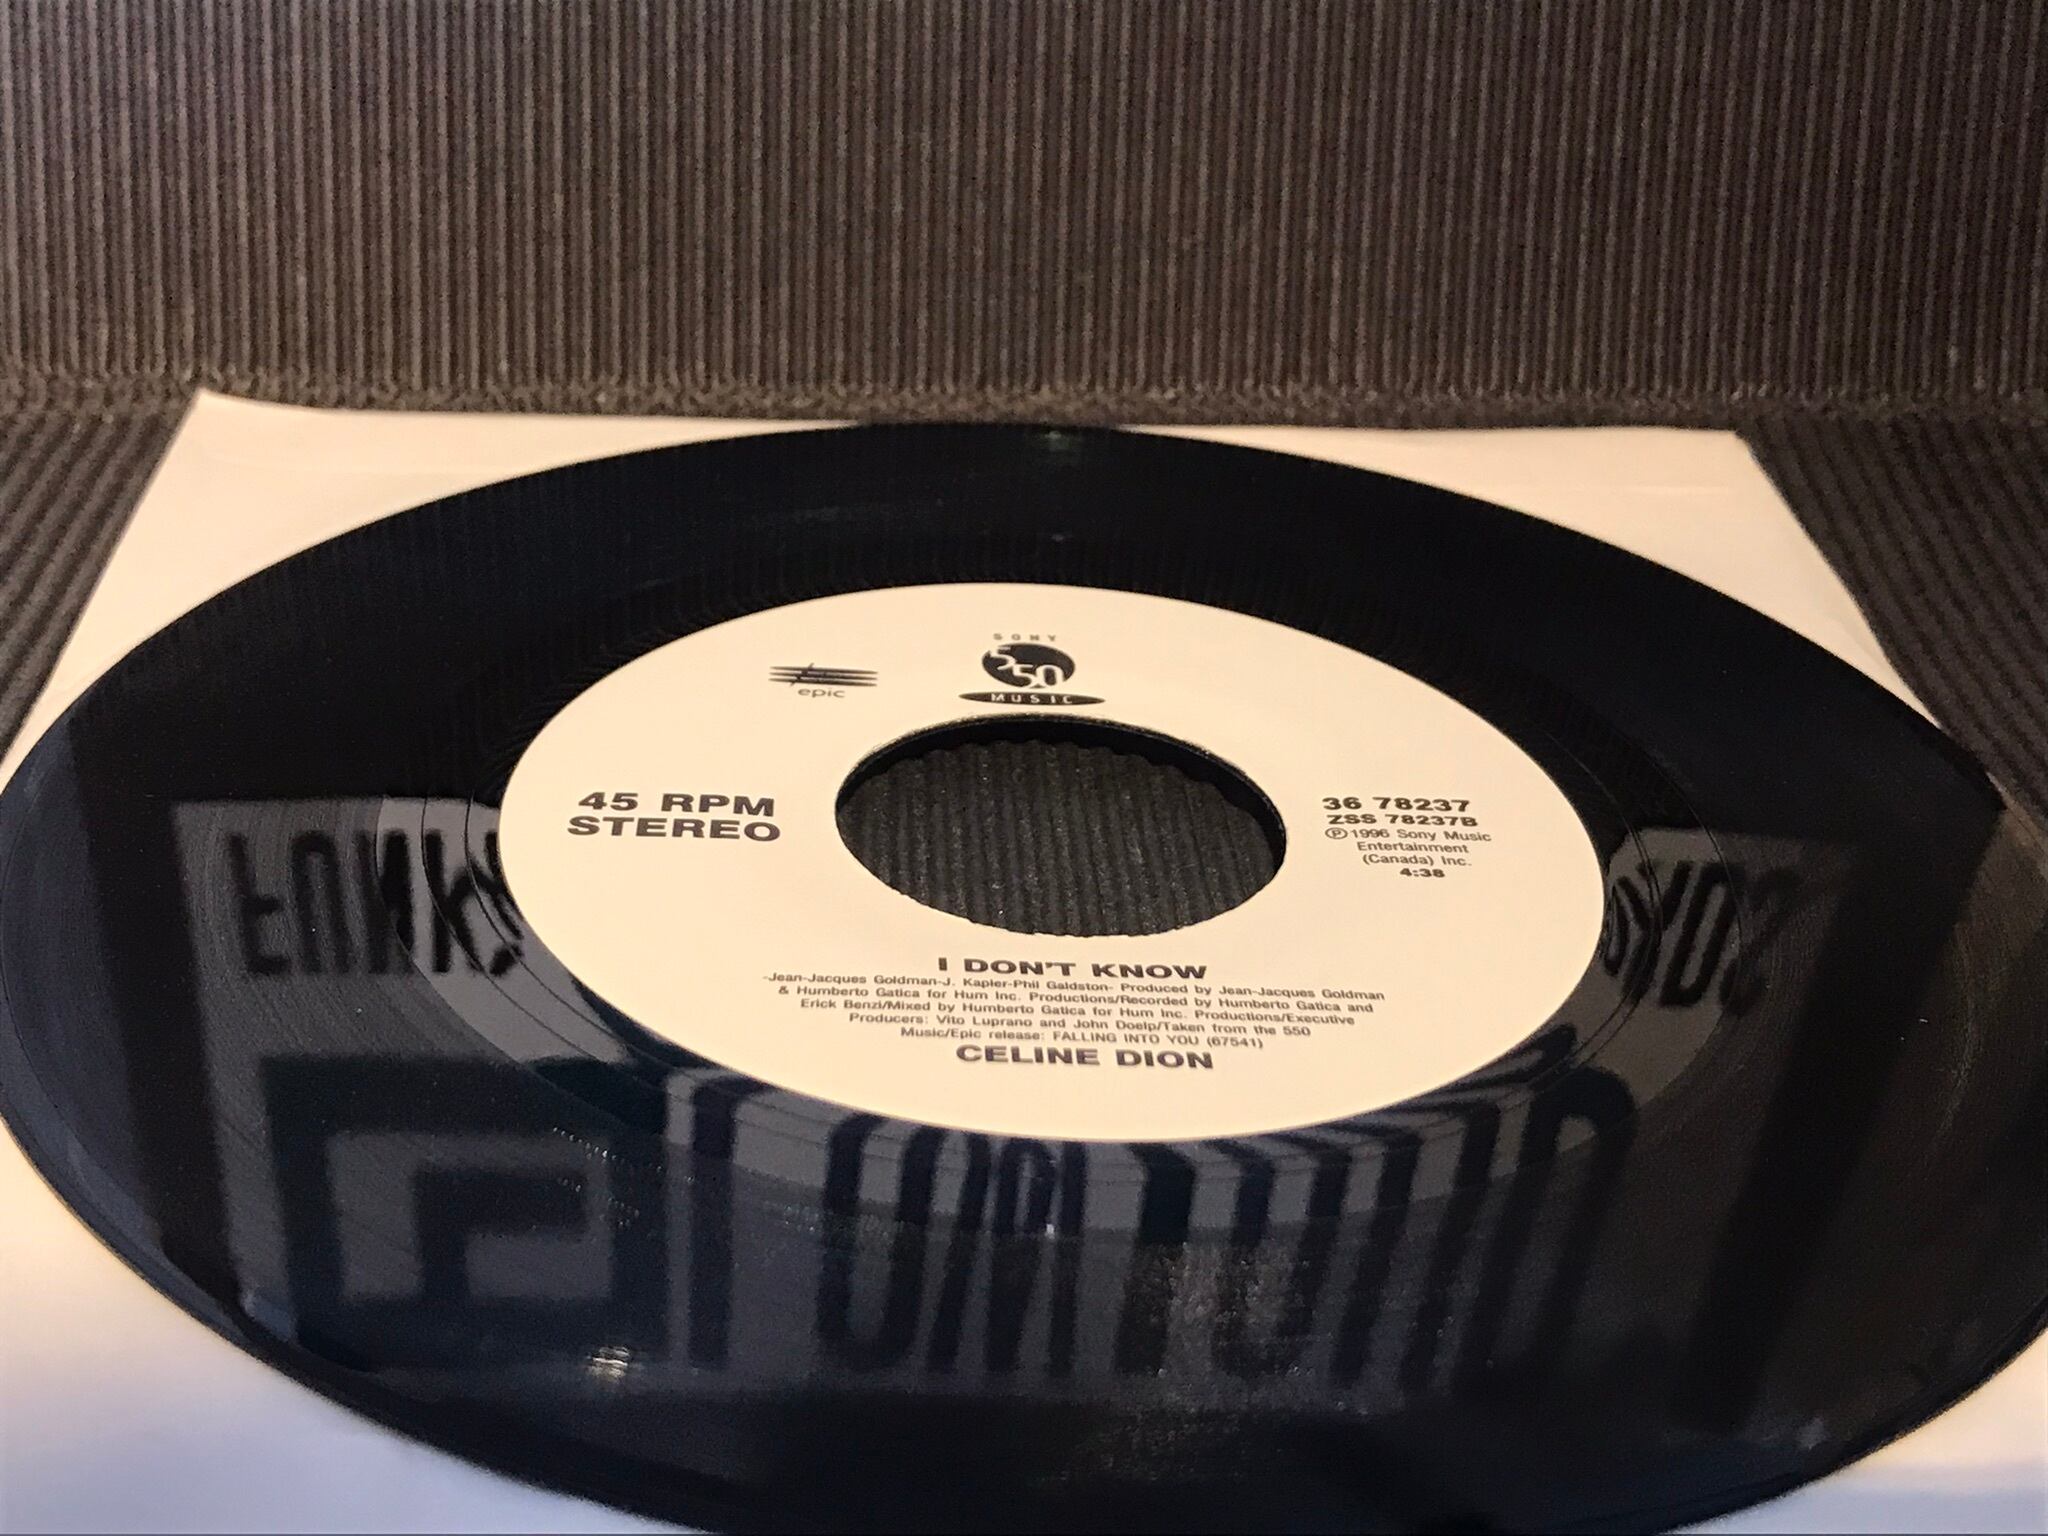 SONY
550
MUSIC
epic
45 RPM
STEREO
36 78237
ZSS 78237B
Ⓟ1996 Sony Music
Entertainment
(Canada) Inc.
4:38
I DON'T KNOW
-Jean-Jacques Goldman-J. Kapler-Phil Galdston- Produced by Jean-Jacques Goldman
& Humberto Gatica for Hum Inc. Productions/Recorded by Humberto Gatica and
Erick Benzi/Mixed by Humberto Gatica for Hum Inc. Productions/Executive
Producers: Vito Luprano and John Doelp/Taken from the 550
Music/Epic release: FALLING INTO YOU (67541)
CELINE DION